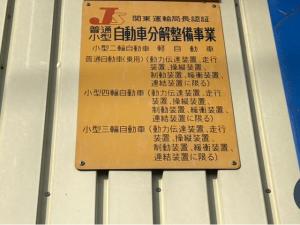 JS 関東運輸局長認証
普通
小型 自動車分解整備事業
小型二輪自動車 軽自動車
普通自動車(乗用)(動力伝達装置、走行
装置、操縦装置、
制動装置、緩衝装置、
連結装置に限る)
小型四輪自動車(動力伝達装置、走行
装置、操縦装置、
制動装置、緩衝装置、
連結装置に限る)
小型三輪自動車(動力伝達装置、走行
装置、操縦装置、
制動装置、緩衝装置、
連結装置に限る)